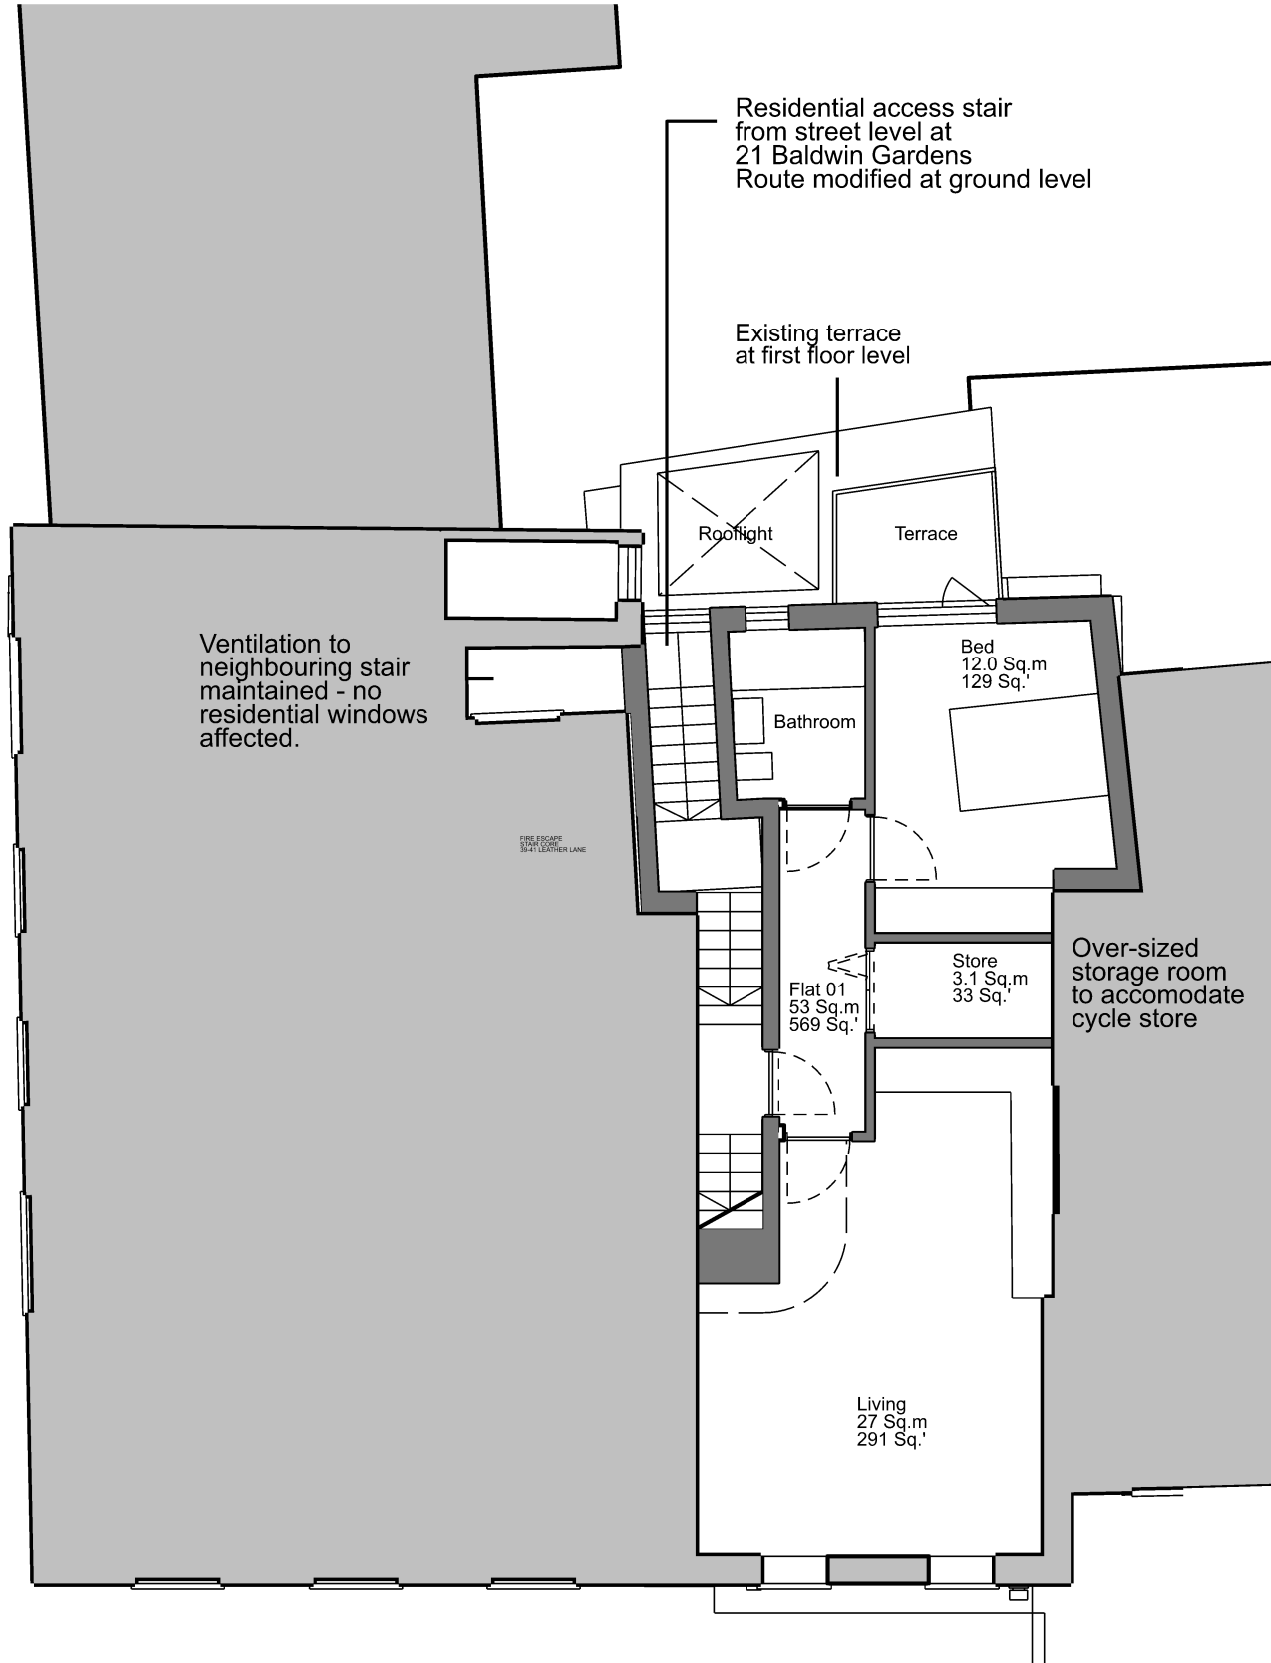 Residential access stair
from street level at
21 Baldwin Gardens
Route modified at ground level
Existing terrace
at first floor level
Rooflight
Terrace
Ventilation to
neighbouring stair
maintained - no
residential windows
affected.
Bed
12.0 Sq.m
129 Sq.'
Bathroom
FIRE ESCAPE
STAIR CORE
39-41 LEATHER LANE
Over-sized
storage room
to accomodate
cycle store
Store
3.1 Sq.m
33 Sq.'
Flat 01
53 Sq.m
569 Sq.'
Living
27 Sq.m
291 Sq.'